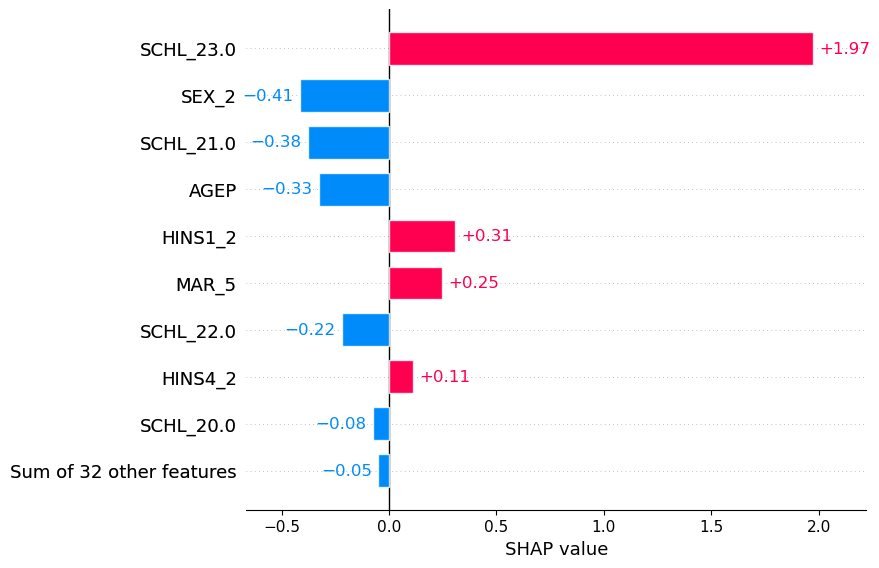 SCHL_23.0 +1.97
SEX_2 −0.41
SCHL_21.0 −0.38
AGEP −0.33
HINS1_2 +0.31
MAR_5 +0.25
SCHL_22.0 −0.22
HINS4_2 +0.11
SCHL_20.0 −0.08
Sum of 32 other features −0.05
−0.5 0.0 0.5 1.0 1.5 2.0
SHAP value